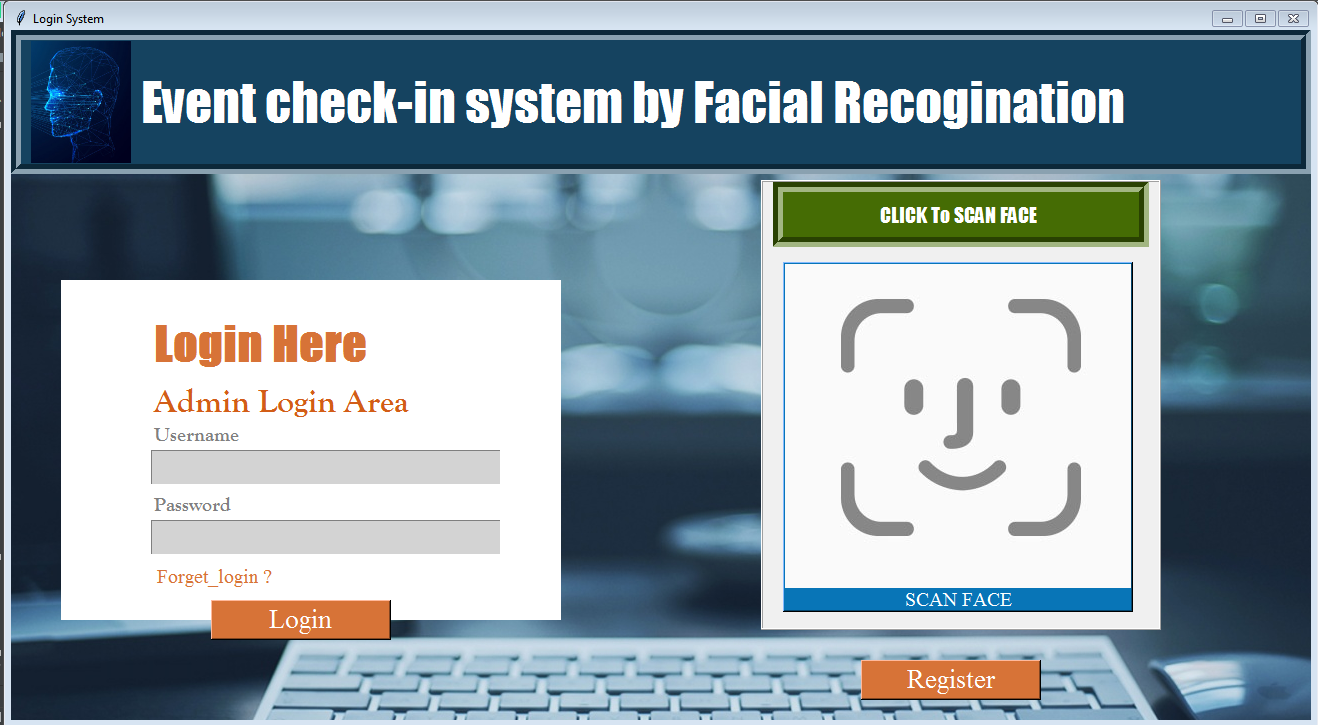 Login System
Event check-in system by Facial Recogination
CLICK To SCAN FACE
Login Here
Admin Login Area
Username
Password
Forget_login ?
Login
SCAN FACE
Register